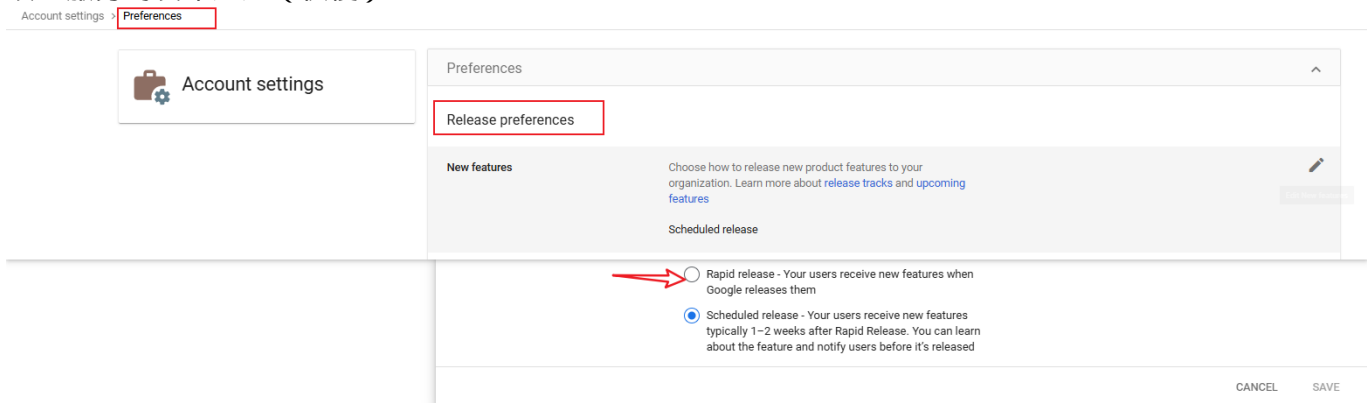 Account settings > Preferences
Account settings
Preferences
Release preferences
New features
Choose how to release new product features to your
organization. Learn more about release tracks and upcoming
features
Scheduled release
Rapid release - Your users receive new features when
Google releases them
Scheduled release - Your users receive new features
typically 1–2 weeks after Rapid Release. You can learn
about the feature and notify users before it's released
CANCEL SAVE